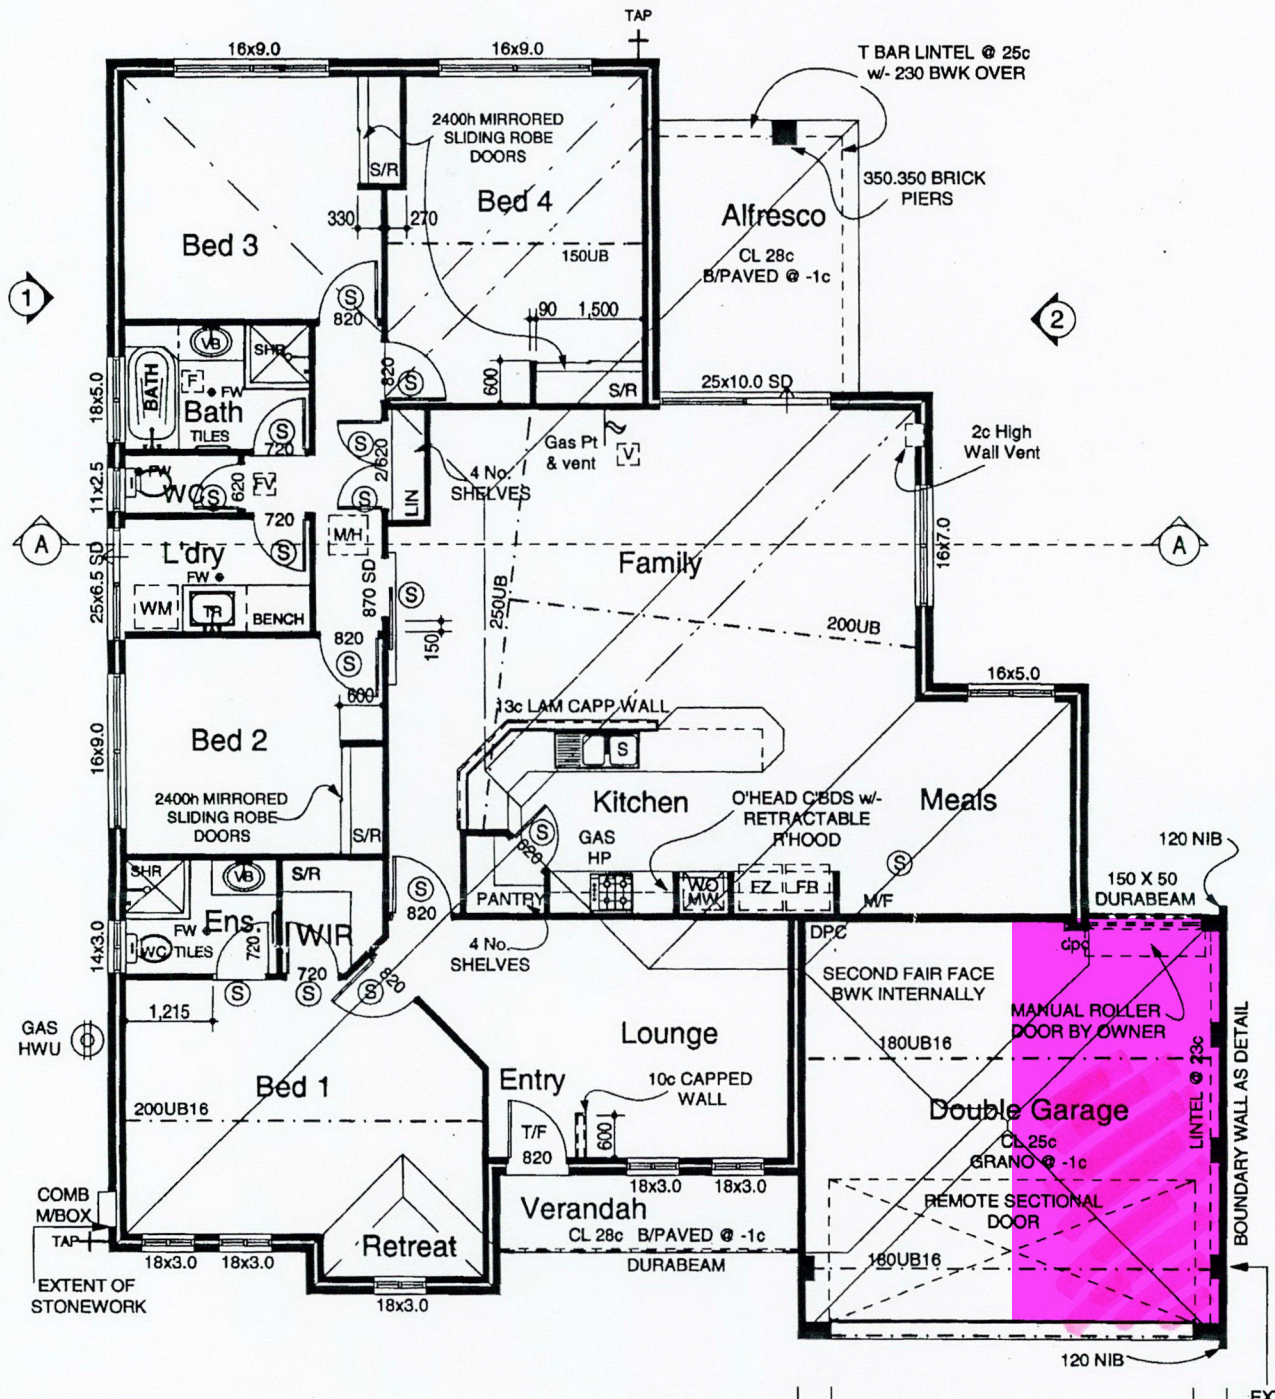 TAP
16x9.0
16x9.0
T BAR LINTEL @ 25c
w/- 230 BWK OVER
2400h MIRRORED
SLIDING ROBE
DOORS
S/R
350.350 BRICK
PIERS
Bed 4
Alfresco
330
270
Bed 3
CL 28c
B/PAVED @ -1c
150UB
1
S
820
90
1,500
2
VB
SHR
820
S
600
S/R
25x10.0 SD
BATH
F
FW
18x5.0
Bath
TILES
S
720
Gas Pt
& vent
V
2c High
Wall Vent
S
2/620
4 No.
SHELVES
11x2.5
FW
WC
S
620
FV
S
LIN
720
M/H
A
L'dry
S
FW
25x6.5 SD
870 SD
Family
16x7.0
A
WM
TR
BENCH
S
250UB
200UB
820
S
150
600
16x5.0
13c LAM CAPP WALL
Bed 2
16x9.0
S
2400h MIRRORED
SLIDING ROBE
DOORS
S/R
Kitchen
O'HEAD C'BDS w/-
RETRACTABLE
R'HOOD
Meals
S
620
GAS
HP
120 NIB
SHR
VB
S/R
S
820
PANTRY
WO
MW
FZ
FR
S
M/F
150 X 50
DURABEAM
14x3.0
Ens
FW
WC
TILES
720
WIR
720
4 No.
SHELVES
DPC
dpc
S
S
S
820
SECOND FAIR FACE
BWK INTERNALLY
MANUAL ROLLER
DOOR BY OWNER
1,215
GAS
HWU
Lounge
180UB16
LINTEL @ 23c
BOUNDARY WALL AS DETAIL
Bed 1
Entry
10c CAPPED
WALL
200UB16
T/F
820
600
Double Garage
CL 25c
GRANO @ -1c
18x3.0
18x3.0
COMB
M/BOX
Verandah
REMOTE SECTIONAL
DOOR
TAP
Retreat
CL 28c B/PAVED @ -1c
DURABEAM
180UB16
18x3.0
18x3.0
EXTENT OF
STONEWORK
18x3.0
120 NIB